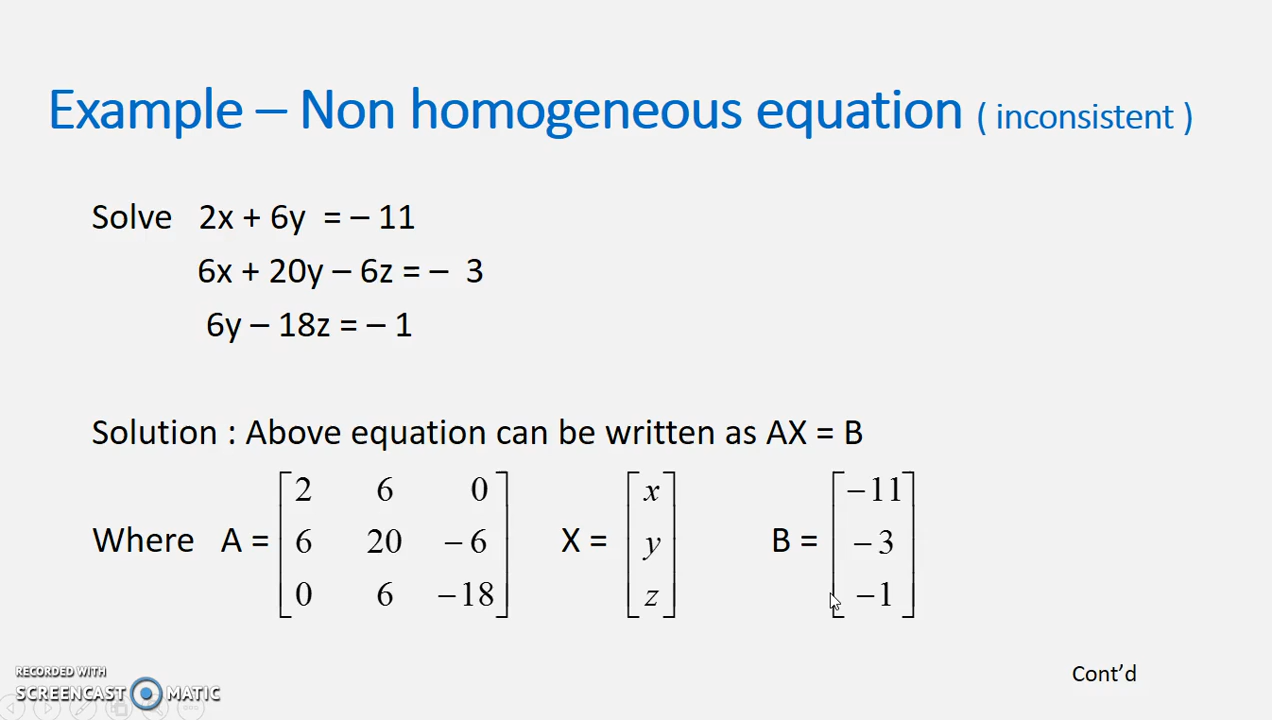 Example – Non homogeneous equation ( inconsistent )
Solve 2x + 6y = – 11
6x + 20y – 6z = – 3
6y – 18z = – 1
Solution : Above equation can be written as AX = B
Where A = [2 6 0; 6 20 −6; 0 6 −18] X = [x; y; z] B = [−11; −3; −1]
Cont’d
RECORDED WITH
SCREENCAST MATIC